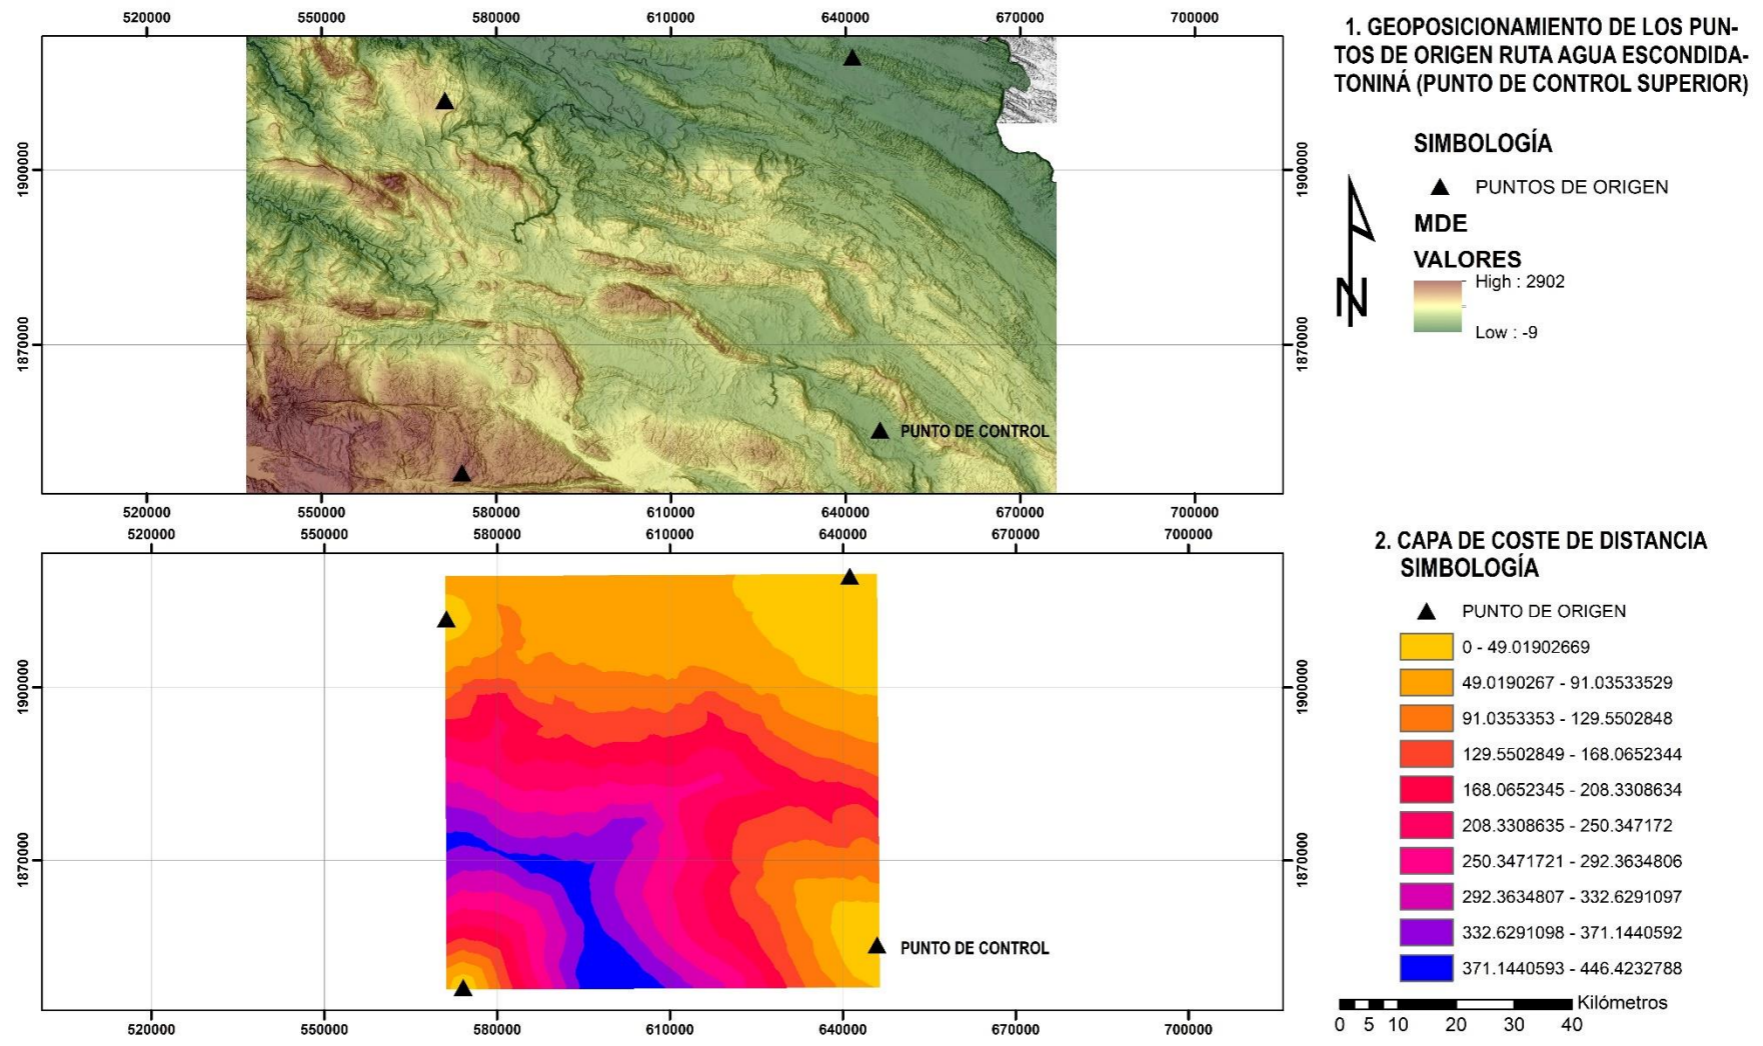 520000 550000 580000 610000 640000 670000 700000
1. GEOPOSICIONAMIENTO DE LOS PUN-
TOS DE ORIGEN RUTA AGUA ESCONDIDA-
TONINÁ (PUNTO DE CONTROL SUPERIOR)
SIMBOLOGÍA
PUNTOS DE ORIGEN
MDE
VALORES
High : 2902
Low : -9
N
1900000 1900000
1870000 1870000
PUNTO DE CONTROL
520000 550000 580000 610000 640000 670000 700000
520000 550000 580000 610000 640000 670000 700000
2. CAPA DE COSTE DE DISTANCIA
SIMBOLOGÍA
PUNTO DE ORIGEN
0 - 49.01902669
49.0190267 - 91.03533529
91.0353353 - 129.5502848
129.5502849 - 168.0652344
168.0652345 - 208.3308634
208.3308635 - 250.347172
250.3471721 - 292.3634806
292.3634807 - 332.6291097
332.6291098 - 371.1440592
371.1440593 - 446.4232788
1900000 1900000
1870000 1870000
PUNTO DE CONTROL
Kilómetros
0 5 10 20 30 40
520000 550000 580000 610000 640000 670000 700000